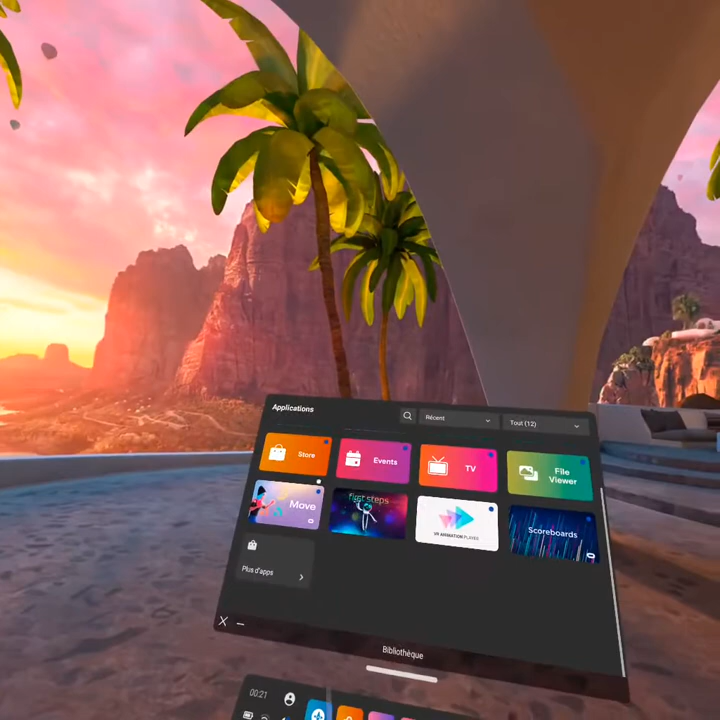 Applications
Récent
Tout (12)
Store
Events
TV
File
Viewer
Move
first steps
VR ANIMATION PLAYER
Scoreboards
Plus d'apps
Bibliothèque
00:21